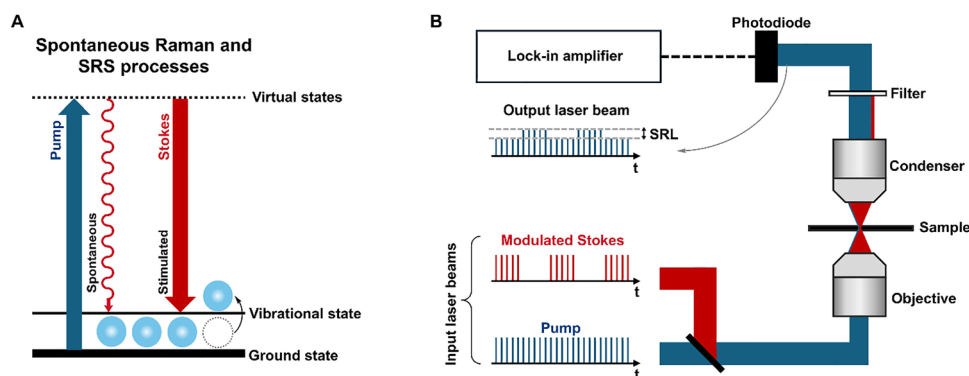 A
Spontaneous Raman and
SRS processes
Virtual states
Pump
Spontaneous
Stokes
Stimulated
Vibrational state
Ground state
B
Photodiode
Lock-in amplifier
Filter
Output laser beam
SRL
t
Condenser
Sample
Input laser beams
Modulated Stokes
t
Objective
Pump
t